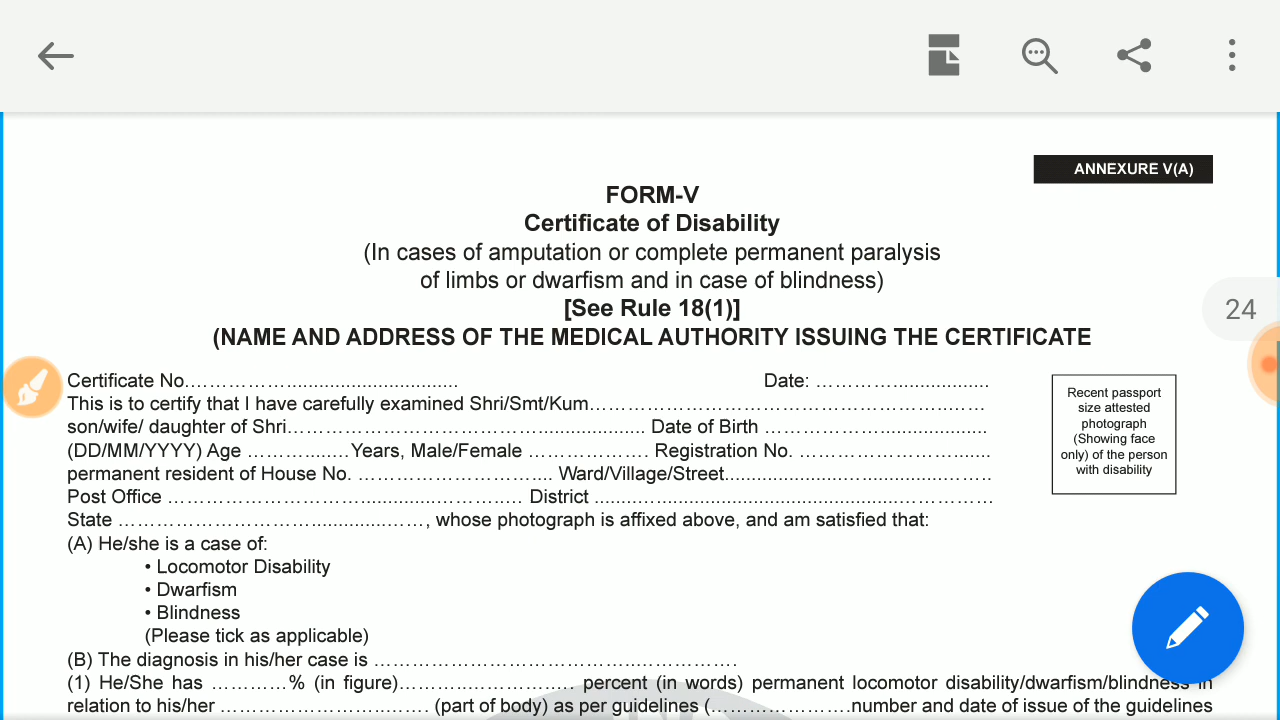 ANNEXURE V(A)
FORM-V
Certificate of Disability
(In cases of amputation or complete permanent paralysis
of limbs or dwarfism and in case of blindness)
[See Rule 18(1)]
(NAME AND ADDRESS OF THE MEDICAL AUTHORITY ISSUING THE CERTIFICATE
24
Certificate No.……………................................ Date: …………..................
This is to certify that I have carefully examined Shri/Smt/Kum……………………………………………………
son/wife/ daughter of Shri…………………………………................... Date of Birth ………………...................
(DD/MM/YYYY) Age ………........Years, Male/Female ………………. Registration No. …………………….......
permanent resident of House No. ………………………... Ward/Village/Street.....................……...............…….
Post Office …………………………............…………. District ........……...............................................…………
State …………………………..............……, whose photograph is affixed above, and am satisfied that:
Recent passport
size attested
photograph
(Showing face
only) of the person
with disability
(A) He/she is a case of:
• Locomotor Disability
• Dwarfism
• Blindness
(Please tick as applicable)
(B) The diagnosis in his/her case is ………………………………………………….
(1) He/She has …………% (in figure)……………………… percent (in words) permanent locomotor disability/dwarfism/blindness in
relation to his/her …………………………… (part of body) as per guidelines (………………….number and date of issue of the guidelines